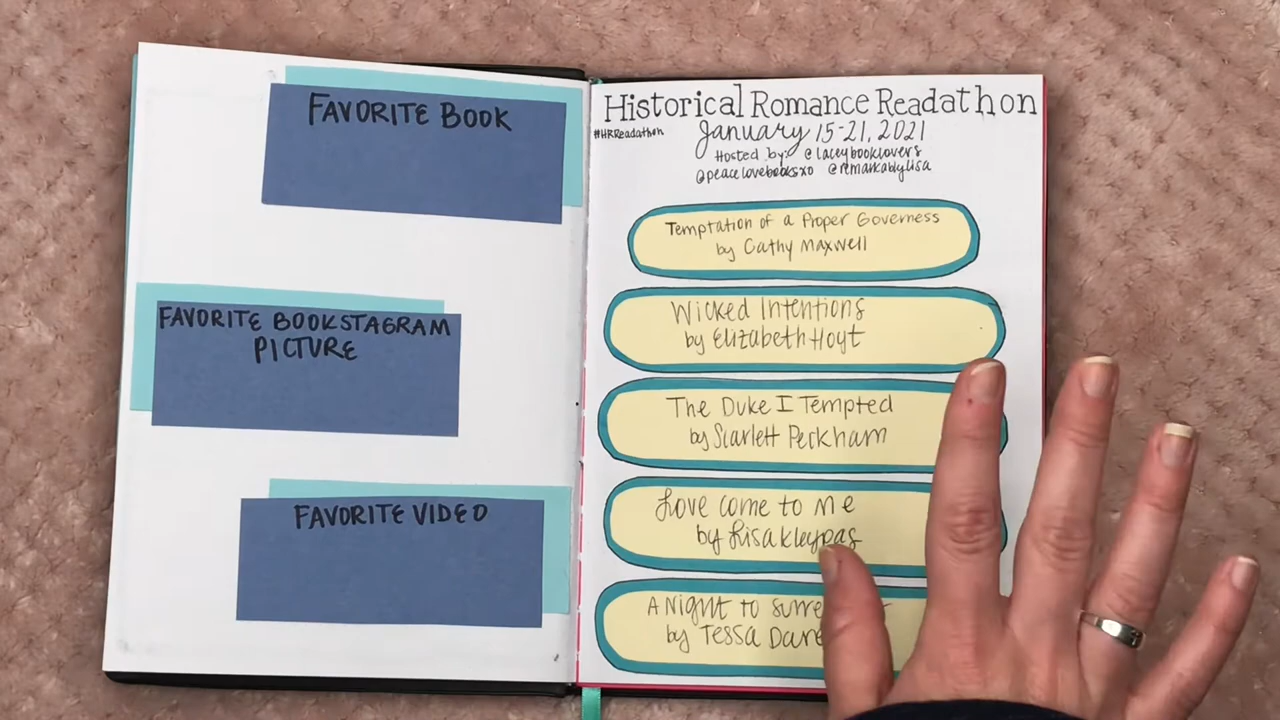 FAVORITE BOOK
FAVORITE BOOKSTAGRAM
PICTURE
FAVORITE VIDEO
Historical Romance Readathon
#HRReadathon
January 15-21, 2021
Hosted by: @laceybooklovers
@peacelovebooksxo @remarkablylisa
Temptation of a Proper Governess
by Cathy Maxwell
Wicked Intentions
by Elizabeth Hoyt
The Duke I Tempted
by Scarlett Peckham
Love come to Me
by Lisa Kleypas
A Night to
by Tessa Dare